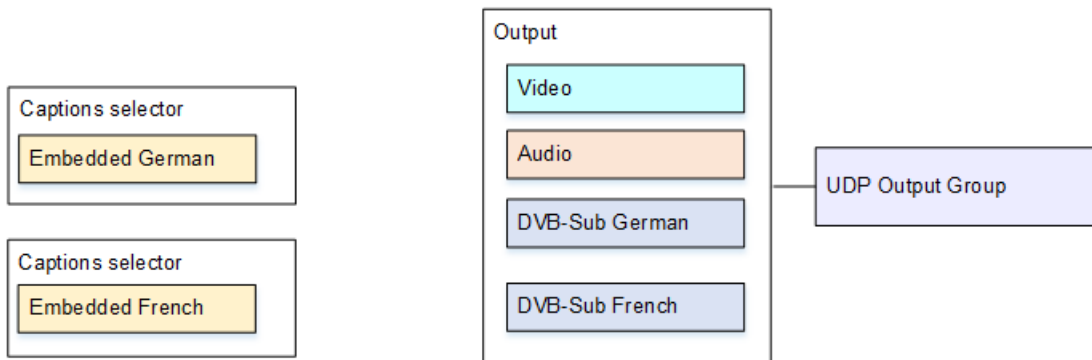 Captions selector
Embedded German
Captions selector
Embedded French
Output
Video
Audio
DVB-Sub German
DVB-Sub French
UDP Output Group